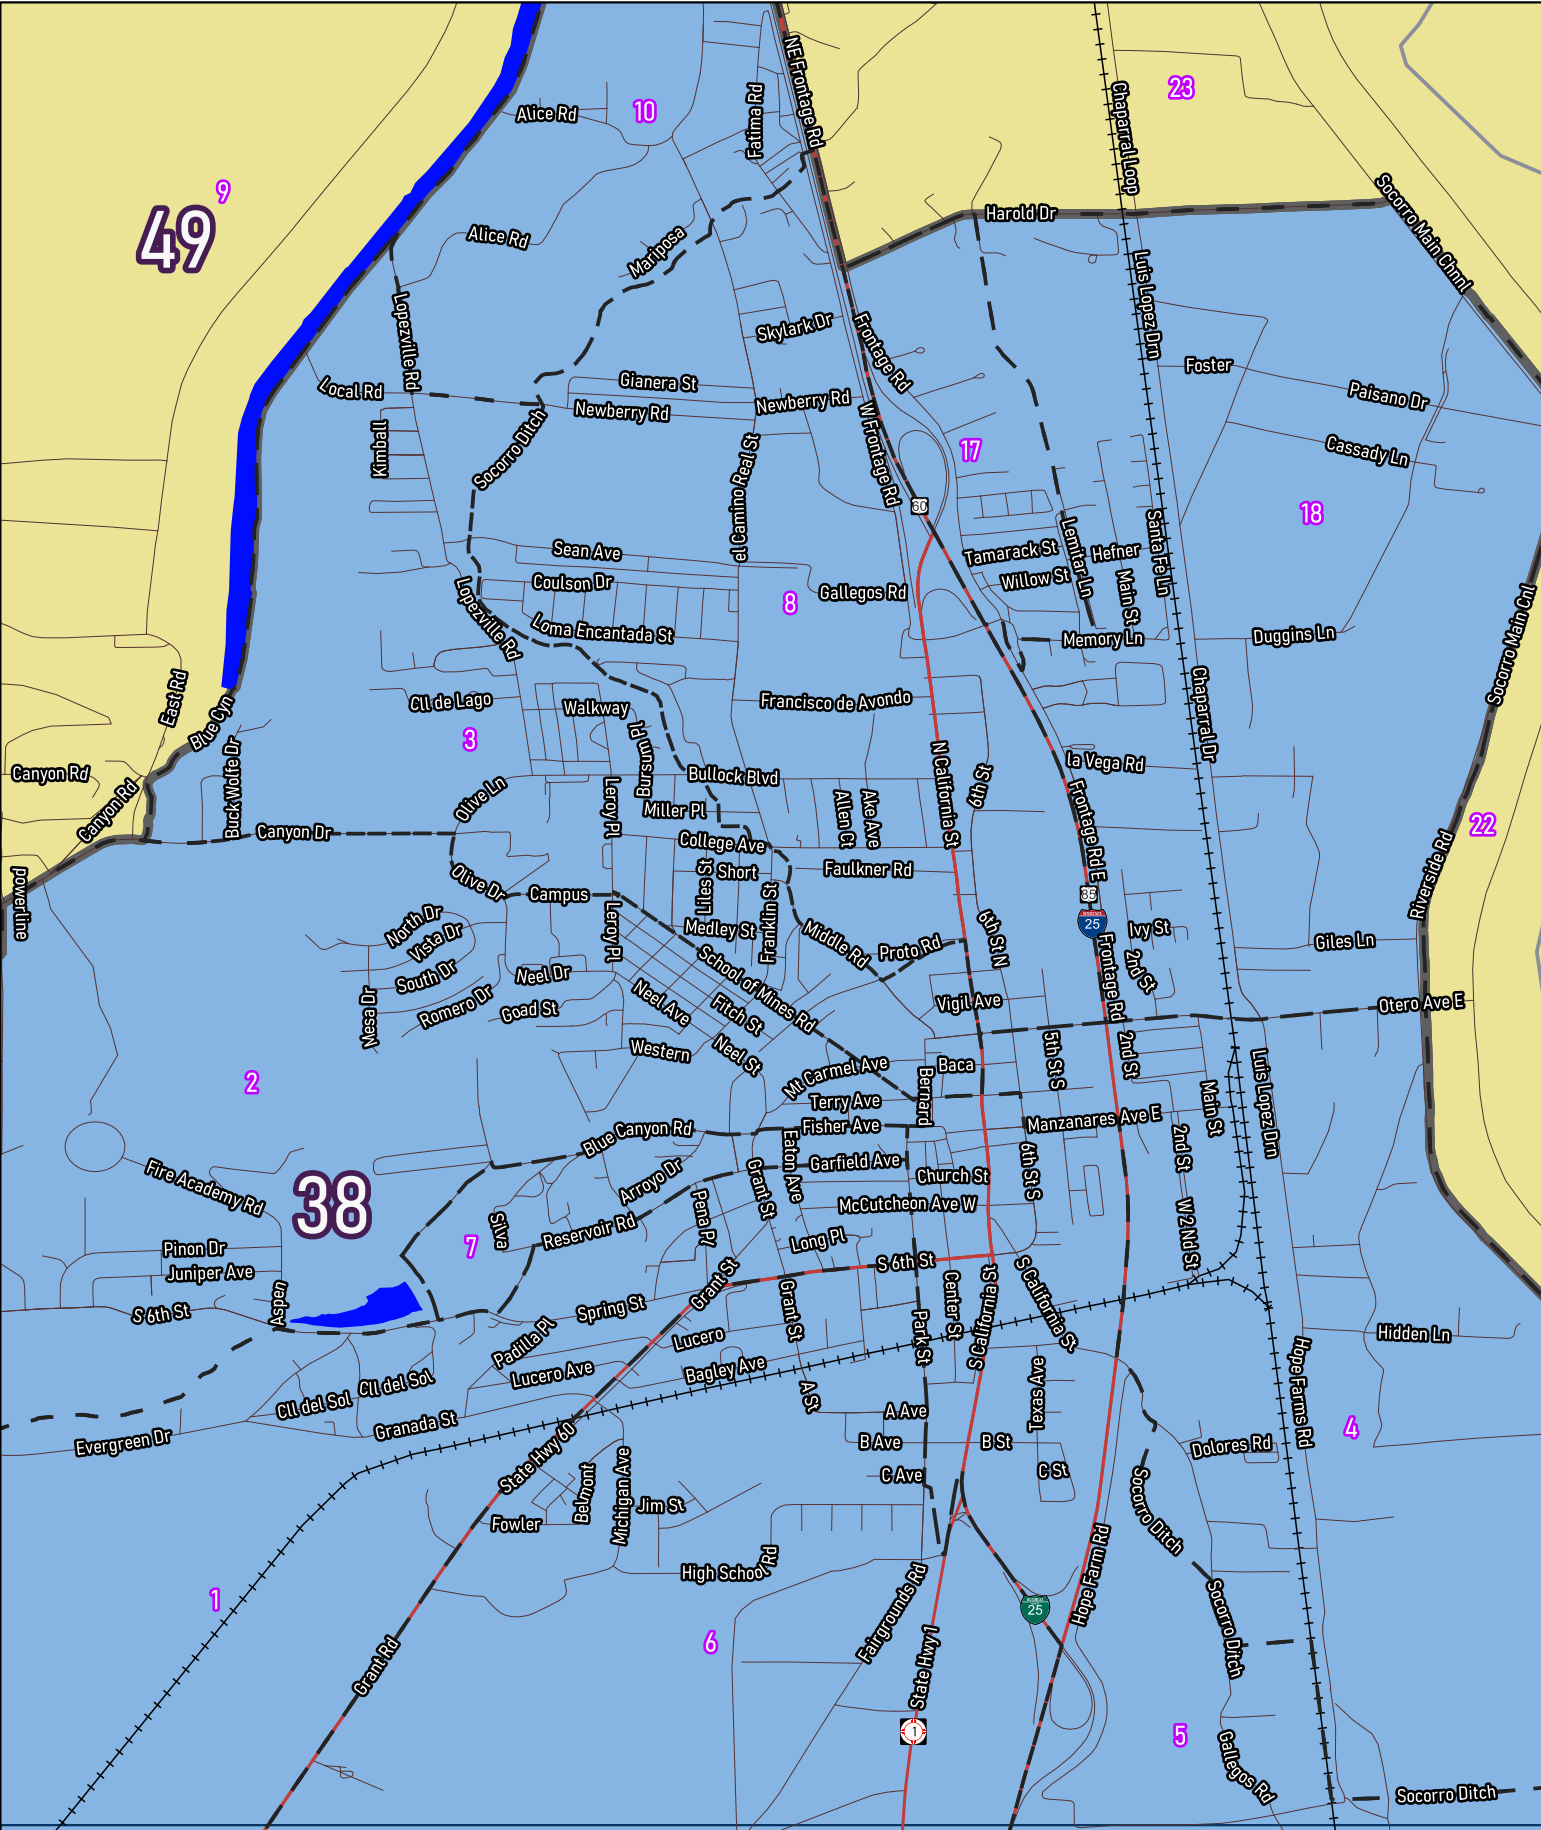 NE Frontage Rd
23
Chaparral Loop
Alice Rd
10
Fatima Rd
9
49
Socorro Main Chnnl
Harold Dr
Alice Rd
Mariposa
Luis Lopez Drn
Lopezville Rd
Skylark Dr
Frontage Rd
Foster
Local Rd
Gianera St
Paisano Dr
Newberry Rd
Newberry Rd
W Frontage Rd
Kimball
Socorro Ditch
el Camino Real St
17
Cassady Ln
60
18
Sean Ave
Tamarack St
Lemitar Ln
Hefner
Santa Fe Ln
Coulson Dr
Willow St
Main St
8
Gallegos Rd
Lopezville Rd
Loma Encantada St
Memory Ln
Duggins Ln
Socorro Main Cnl
East Rd
Blue Cyn
Cll de Lago
Walkway
Francisco de Avondo
Chaparral Dr
3
Bursum Pl
N California St
la Vega Rd
Canyon Rd
Buck Wolfe Dr
Bullock Blvd
6th St
Canyon Rd
Olive Ln
Leroy Pl
Miller Pl
Allen Ct
Ake Ave
Frontage Rd E
22
Canyon Dr
College Ave
Riverside Rd
powerline
Olive Dr
Campus
Liles St
Short
Faulkner Rd
85
25
North Dr
Vista Dr
Leroy Pl
Medley St
Franklin St
Middle Rd
Proto Rd
6th St N
Ivy St
Giles Ln
South Dr
Neel Dr
School of Mines Rd
Frontage Rd
2nd St
Mesa Dr
Romero Dr
Goad St
Neel Ave
Fitch St
Vigil Ave
Otero Ave E
Western
Neel St
Mt Carmel Ave
Baca
5th St S
2nd St
Luis Lopez Drn
2
Terry Ave
Bernard
Main St
Blue Canyon Rd
Fisher Ave
Manzanares Ave E
Fire Academy Rd
38
Arroyo Dr
Grant St
Eaton Ave
Garfield Ave
Church St
6th St S
2nd St
Silva
Reservoir Rd
Pena Pl
McCutcheon Ave W
7
Pinon Dr
Long Pl
W 2 Nd St
Juniper Ave
Grant St
S 6th St
S 6th St
Aspen
Spring St
Grant St
Center St
S California St
S California St
Padilla Pl
Lucero
Park St
Hidden Ln
Cll del Sol
Cll del Sol
Lucero Ave
Bagley Ave
A St
Texas Ave
Hope Farms Rd
Evergreen Dr
Granada St
A Ave
4
State Hwy 60
B Ave
B St
Dolores Rd
Belmont
Michigan Ave
C Ave
C St
Jim St
Fowler
Socorro Ditch
High School Rd
Hope Farm Rd
1
Fairgrounds Rd
25
Socorro Ditch
6
Grant Rd
State Hwy 1
1
5
Gallegos Rd
Socorro Ditch